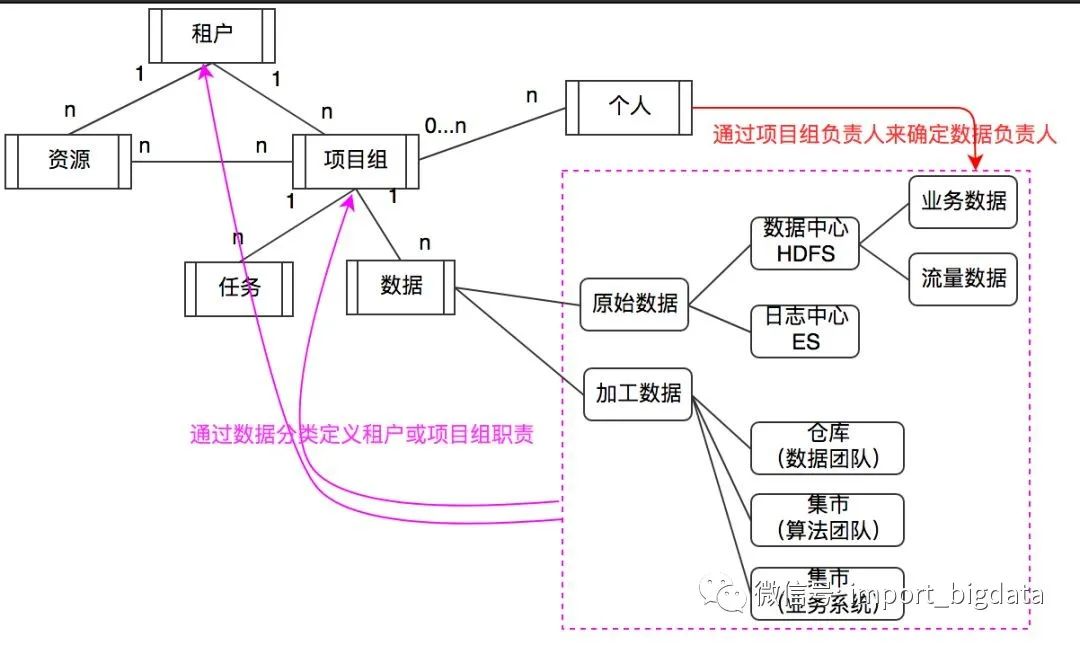 租户
1
1
n
n
资源
n
n
项目组
0...n
n
个人
通过项目组负责人来确定数据负责人
1
1
n
n
任务
数据
原始数据
数据中心
HDFS
业务数据
流量数据
日志中心
ES
加工数据
通过数据分类定义租户或项目组职责
仓库
（数据团队）
集市
（算法团队）
集市
（业务系统）
微信号: import_bigdata